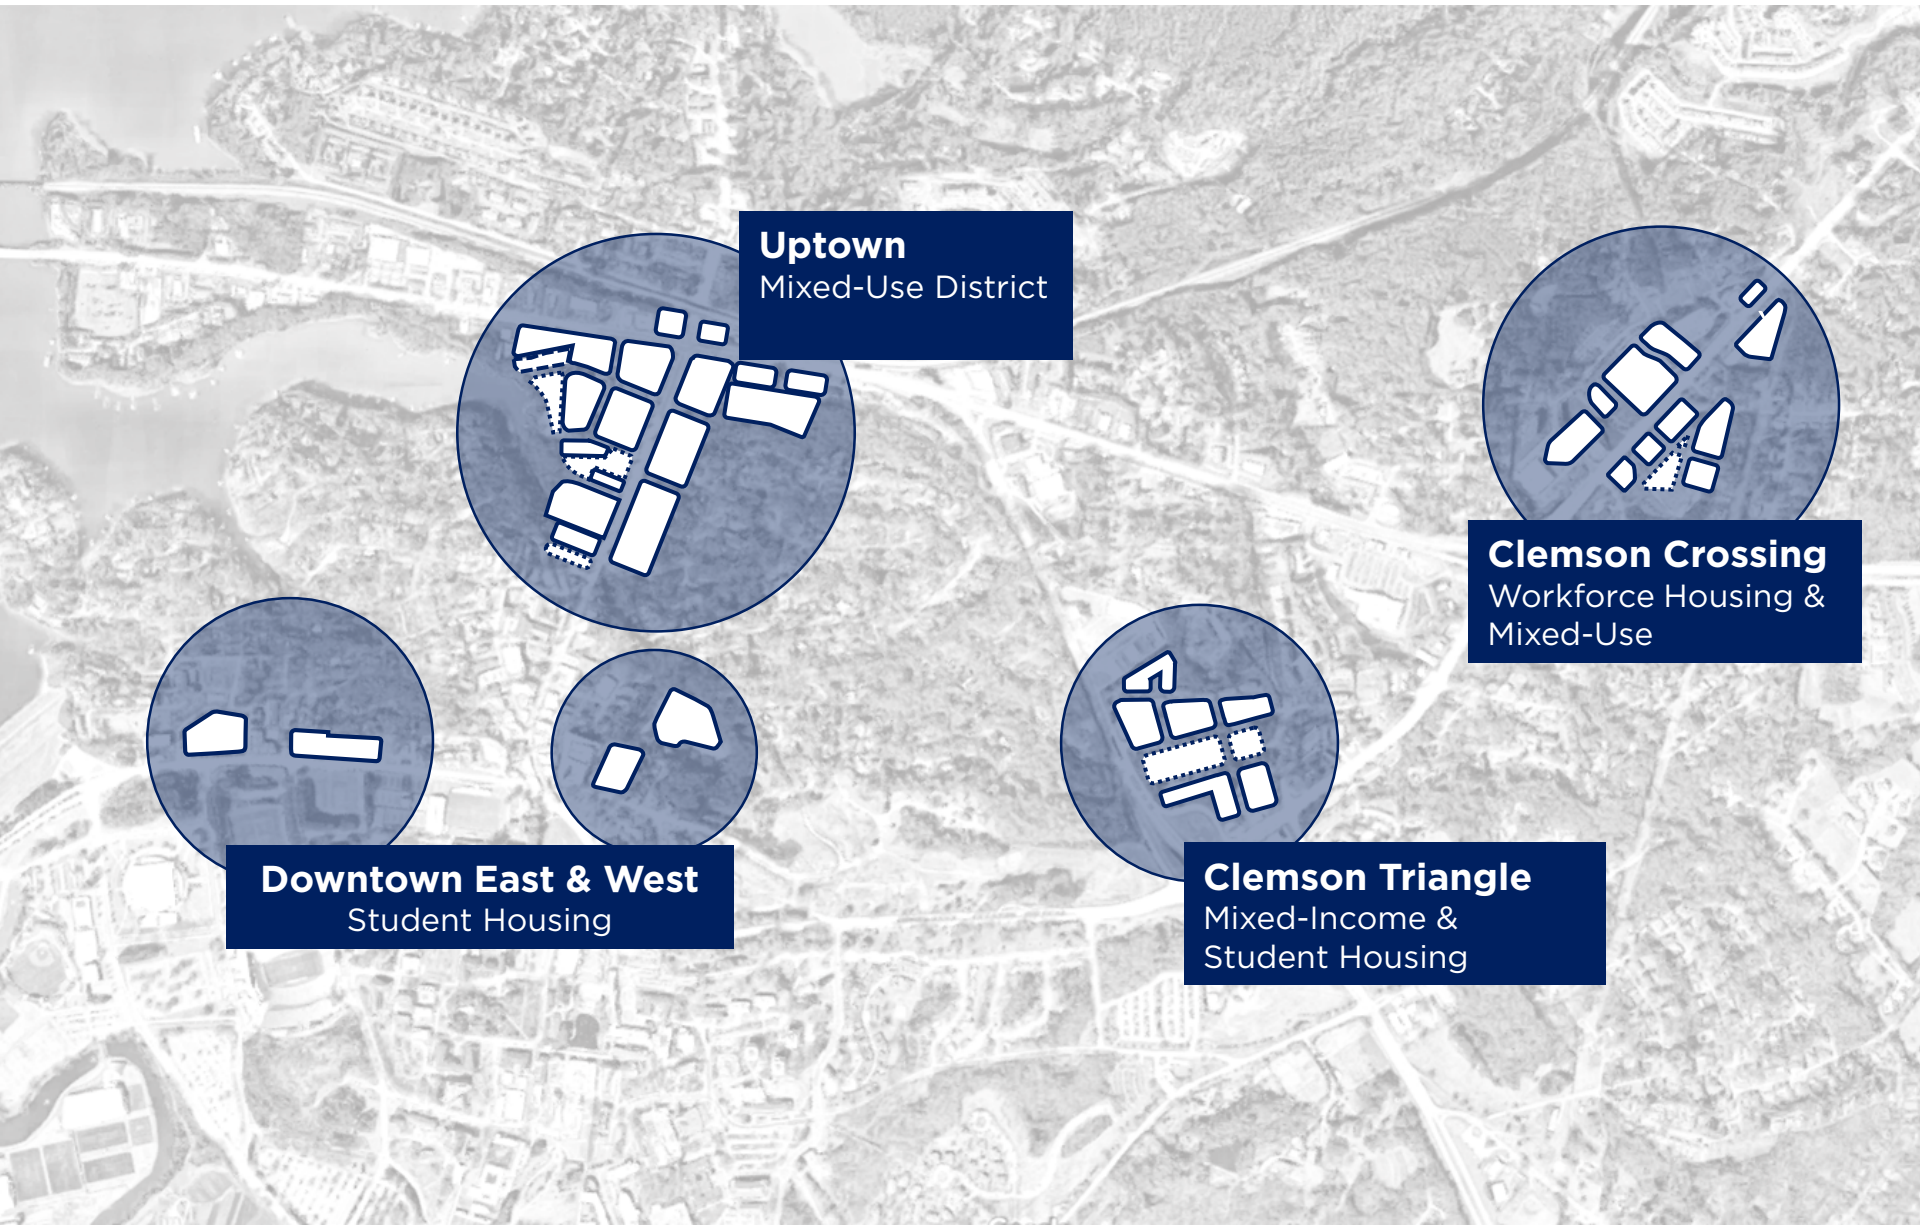 Uptown
Mixed-Use District
Clemson Crossing
Workforce Housing &
Mixed-Use
Downtown East & West
Student Housing
Clemson Triangle
Mixed-Income &
Student Housing